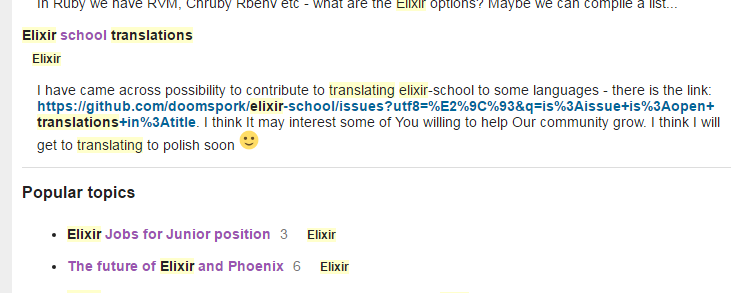 In Ruby we have RVM, Chruby Rbenv etc - what are the Elixir options? Maybe we can compile a list...
Elixir school translations
Elixir
I have came across possibility to contribute to translating elixir-school to some languages - there is the link:
https://github.com/doomspork/elixir-school/issues?utf8=%E2%9C%93&q=is%3Aissue+is%3Aopen+
translations+in%3Atitle. I think It may interest some of You willing to help Our community grow. I think I will
get to translating to polish soon
Popular topics
• Elixir Jobs for Junior position 3 Elixir
• The future of Elixir and Phoenix 6 Elixir